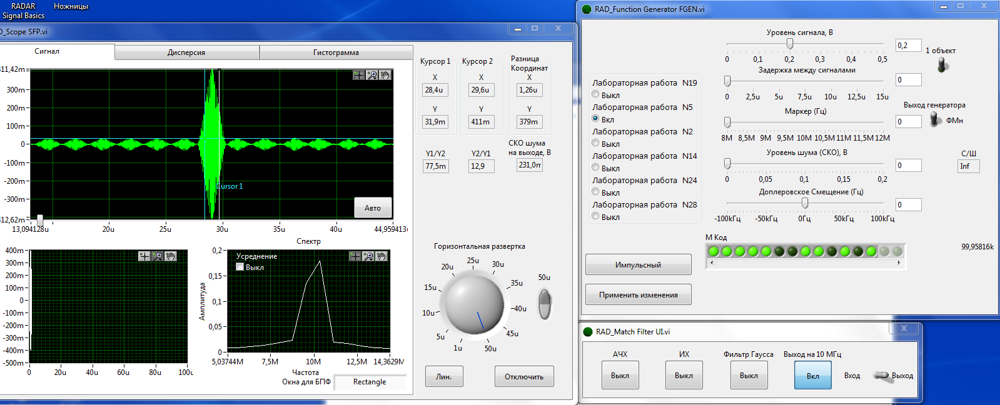 RADAR
Signal Basics
Ножницы
D_Scope SFP.vi
Сигнал
Дисперсия
Гистограмма
411,42m
300m
200m
100m
0
-100m
-200m
-300m
412,62m
Cursor 1
Авто
13,094128u
20u
25u
30u
35u
40u
44,959413u
Курсор 1
X
28,4u
Y
31,9m
Курсор 2
X
29,6u
Y
411m
Разница
Координат
X
1,26u
Y
379m
Y1/Y2
77,5m
Y2/Y1
12,9
СКО шума
на выходе, В
231,0m
400m
300m
200m
100m
0
-100m
-200m
-300m
-400m
-500m
0
20u
40u
60u
80u
100u
Спектр
Усреднение
Выкл
Амплитуда
0,2
0,15
0,1
0,05
0
5,03744M
7,5M
10M
12,5M
14,3629M
Частота
Окна для БПФ
Rectangle
Горизонтальная развертка
1u
5u
10u
15u
20u
25u
30u
35u
40u
45u
50u
50u
Лин.
Отключить
RAD_Function Generator FGEN.vi
Лабораторная работа N19
Выкл
Лабораторная работа N5
Вкл
Лабораторная работа N2
Выкл
Лабораторная работа N14
Выкл
Лабораторная работа N24
Выкл
Лабораторная работа N28
Выкл
Импульсный
Применить изменения
Уровень сигнала, В
0 0,1 0,2 0,3 0,4 0,5
0,2
1 объект
Задержка между сигналами
0 2,5u 5u 7,5u 10u 12,5u 15u
0
Маркер (Гц)
8M 8,5M 9M 9,5M 10M 10,5M 11M 11,5M 12M
0
Выход генератора
ФМн
Уровень шума (СКО), В
0 0,05 0,1 0,15 0,2
0
С/Ш
Inf
Доплеровское Смещение (Гц)
-100кГц -50кГц 0Гц 50кГц 100кГц
0
М Код
99,95816k
RAD_Match Filter UI.vi
АЧХ
Выкл
ИХ
Выкл
Фильтр Гаусса
Выкл
Выход на 10 МГц
Вкл
Вход
Выход